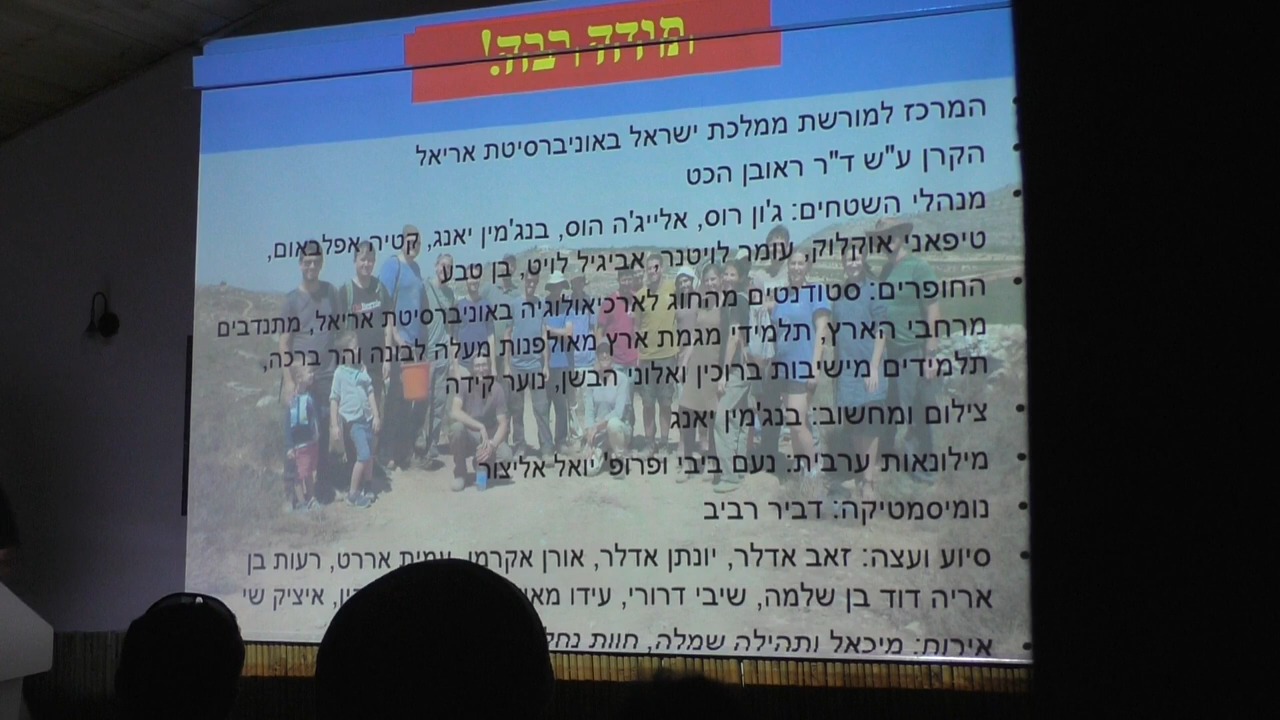 תודה רבה!
המרכז למורשת ממלכת ישראל באוניברסיטת אריאל
הקרן ע"ש ד"ר ראובן הכט
מנהלי השטחים: ג'ון רוס, אלייג'ה הוס, בנג'מין יאנג, קטיה אפלבאום,
טיפאני אוקלוק, עומר לויטנר, אביגיל לויט, בן טבע
החופרים: סטודנטים מהחוג לארכיאולוגיה באוניברסיטת אריאל, מתנדבים
מרחבי הארץ, תלמידי מגמת ארץ מאולפנות מעלה לבונה והר ברכה,
תלמידים מישיבות ברוכין ואלוני הבשן, נוער קידה
צילום ומחשוב: בנג'מין יאנג
מילונאות ערבית: נעם ביבי ופרופ' יואל אליצור
נומיסמטיקה: דביר רביב
סיוע ועצה: זאב אדלר, יונתן אדלר, אורן אקרמן, עמית אררט, רעות בן
אריה דוד בן שלמה, שיבי דרורי, עידו איציק
אירוח: מיכאל ותהילה שמלה, חוות